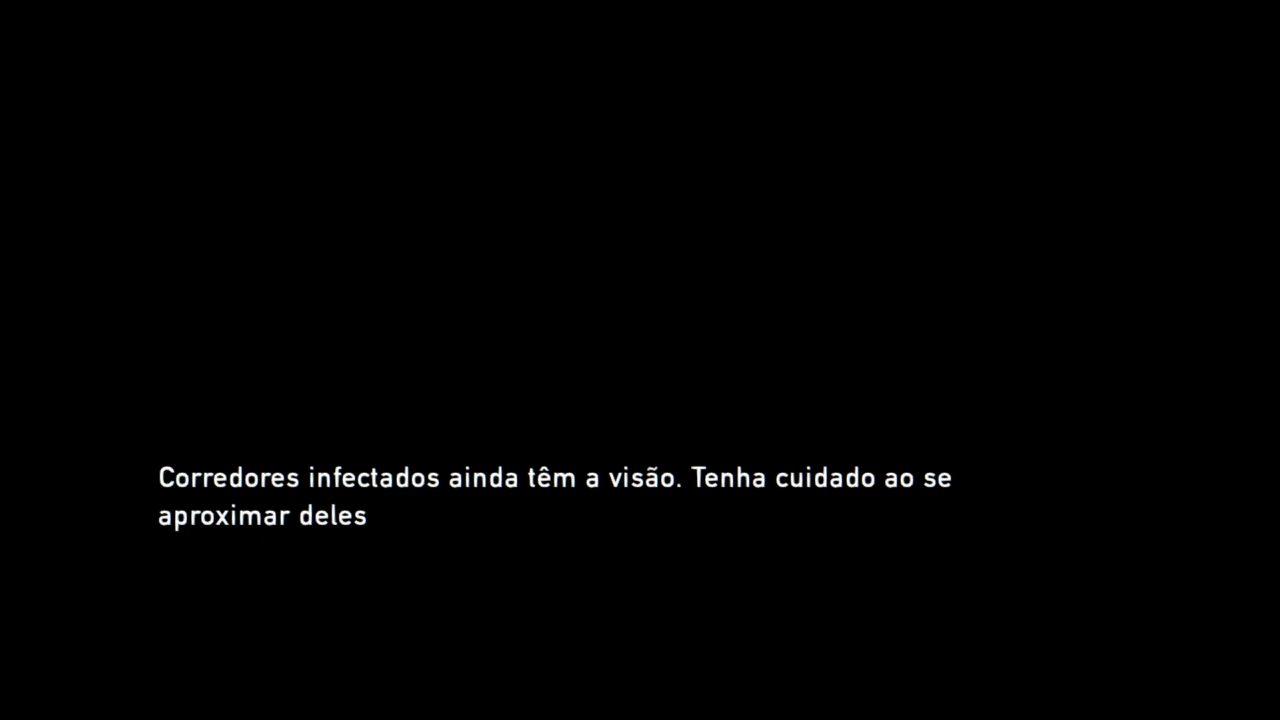 Corredores infectados ainda têm a visão. Tenha cuidado ao se
aproximar deles